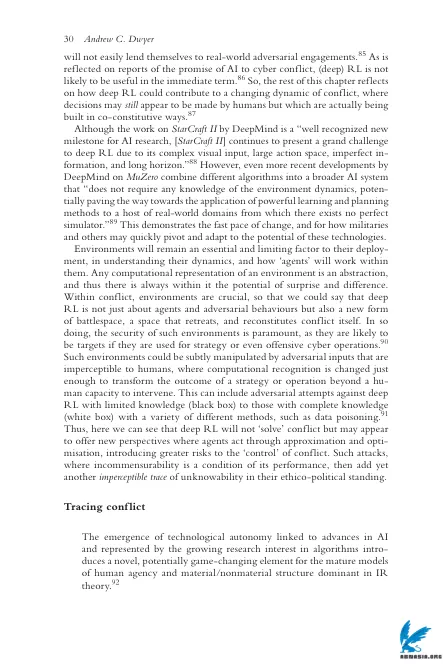 30 Andrew C. Dwyer
will not easily lend themselves to real-world adversarial engagements.85 As is
reflected on reports of the promise of AI to cyber conflict, (deep) RL is not
likely to be useful in the immediate term.86 So, the rest of this chapter reflects
on how deep RL could contribute to a changing dynamic of conflict, where
decisions may still appear to be made by humans but which are actually being
built in co-constitutive ways.87
Although the work on StarCraft II by DeepMind is a “well recognized new
milestone for AI research, [StarCraft II] continues to present a grand challenge
to deep RL due to its complex visual input, large action space, imperfect in-
formation, and long horizon.”88 However, even more recent developments by
DeepMind on MuZero combine different algorithms into a broader AI system
that “does not require any knowledge of the environment dynamics, poten-
tially paving the way towards the application of powerful learning and planning
methods to a host of real-world domains from which there exists no perfect
simulator.”89 This demonstrates the fast pace of change, and for how militaries
and others may quickly pivot and adapt to the potential of these technologies.
Environments will remain an essential and limiting factor to their deploy-
ment, in understanding their dynamics, and how ‘agents’ will work within
them. Any computational representation of an environment is an abstraction,
and thus there is always within it the potential of surprise and difference.
Within conflict, environments are crucial, so that we could say that deep
RL is not just about agents and adversarial behaviours but also a new form
of battlespace, a space that retreats, and reconstitutes conflict itself. In so
doing, the security of such environments is paramount, as they are likely to
be targets if they are used for strategy or even offensive cyber operations.90
Such environments could be subtly manipulated by adversarial inputs that are
imperceptible to humans, where computational recognition is changed just
enough to transform the outcome of a strategy or operation beyond a hu-
man capacity to intervene. This can include adversarial attempts against deep
RL with limited knowledge (black box) to those with complete knowledge
(white box) with a variety of different methods, such as data poisoning.91
Thus, here we can see that deep RL will not ‘solve’ conflict but may appear
to offer new perspectives where agents act through approximation and opti-
misation, introducing greater risks to the ‘control’ of conflict. Such attacks,
where incommensurability is a condition of its performance, then add yet
another imperceptible trace of unknowability in their ethico-political standing.
Tracing conflict
The emergence of technological autonomy linked to advances in AI
and represented by the growing research interest in algorithms intro-
duces a novel, potentially game-changing element for the mature models
of human agency and material/nonmaterial structure dominant in IR
theory.92